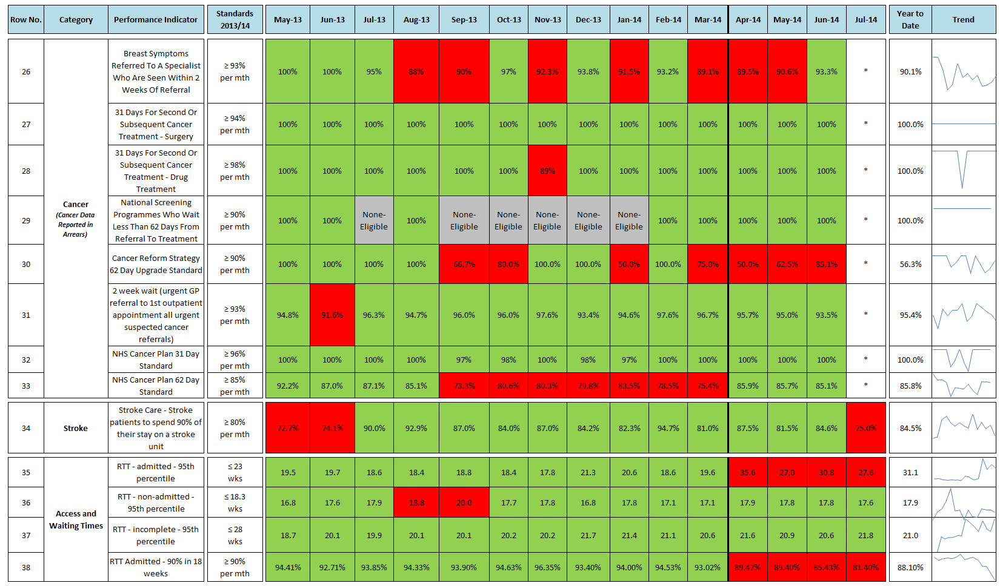 Row No. Category Performance Indicator Standards 2013/14 May-13 Jun-13 Jul-13 Aug-13 Sep-13 Oct-13 Nov-13 Dec-13 Jan-14 Feb-14 Mar-14 Apr-14 May-14 Jun-14 Jul-14 Year to Date Trend
Cancer
(Cancer Data
Reported in
Arrears)
26 Breast Symptoms Referred To A Specialist Who Are Seen Within 2 Weeks Of Referral ≥ 93% per mth 100% 100% 95% 88% 90% 97% 92.3% 93.8% 91.5% 93.2% 89.1% 89.5% 90.6% 93.3% * 90.1%
27 31 Days For Second Or Subsequent Cancer Treatment - Surgery ≥ 94% per mth 100% 100% 100% 100% 100% 100% 100% 100% 100% 100% 100% 100% 100% 100% * 100.0%
28 31 Days For Second Or Subsequent Cancer Treatment - Drug Treatment ≥ 98% per mth 100% 100% 100% 100% 100% 100% 89% 100% 100% 100% 100% 100% 100% 100% * 100.0%
29 National Screening Programmes Who Wait Less Than 62 Days From Referral To Treatment ≥ 90% per mth 100% 100% None-Eligible 100% None-Eligible None-Eligible None-Eligible None-Eligible None-Eligible 100% 100% 100% 100% 100% * 100.0%
30 Cancer Reform Strategy 62 Day Upgrade Standard ≥ 90% per mth 100% 100% 100% 100% 66.7% 80.0% 100.0% 100.0% 50.0% 100.0% 75.0% 50.0% 62.5% 85.1% * 56.3%
31 2 week wait (urgent GP referral to 1st outpatient appointment all urgent suspected cancer referrals) ≥ 93% per mth 94.8% 91.6% 96.3% 94.7% 96.0% 96.0% 97.6% 93.4% 94.6% 97.6% 96.7% 95.7% 95.0% 93.5% * 95.4%
32 NHS Cancer Plan 31 Day Standard ≥ 96% per mth 100% 100% 100% 100% 97% 98% 100% 98% 97% 100% 100% 100% 100% 100% * 100.0%
33 NHS Cancer Plan 62 Day Standard ≥ 85% per mth 92.2% 87.0% 87.1% 85.1% 73.3% 80.6% 80.3% 79.8% 83.5% 78.5% 75.4% 85.9% 85.7% 85.1% * 85.8%
34 Stroke Stroke Care - Stroke patients to spend 90% of their stay on a stroke unit ≥ 80% per mth 72.7% 74.1% 90.0% 92.9% 87.0% 84.0% 87.0% 84.2% 82.3% 94.7% 81.0% 87.5% 81.5% 84.6% 75.0% 84.5%
Access and
Waiting Times
35 RTT - admitted - 95th percentile ≤ 23 wks 19.5 19.7 18.6 18.4 18.8 18.4 17.8 21.3 20.6 18.6 19.6 35.6 27.0 30.8 27.6 31.1
36 RTT - non-admitted - 95th percentile ≤ 18.3 wks 16.8 17.6 17.9 18.8 20.0 17.7 17.8 16.8 17.8 17.1 17.1 17.9 17.8 17.8 17.6 17.9
37 RTT - incomplete - 95th percentile ≤ 28 wks 18.7 20.1 19.9 20.1 20.1 20.2 20.2 21.7 21.4 21.1 20.6 21.6 20.9 20.6 21.8 21.0
38 RTT Admitted - 90% in 18 weeks ≥ 90% per mth 94.41% 92.71% 93.85% 94.33% 93.90% 94.63% 96.35% 93.40% 94.00% 94.53% 93.02% 89.47% 89.40% 85.43% 81.40% 88.10%